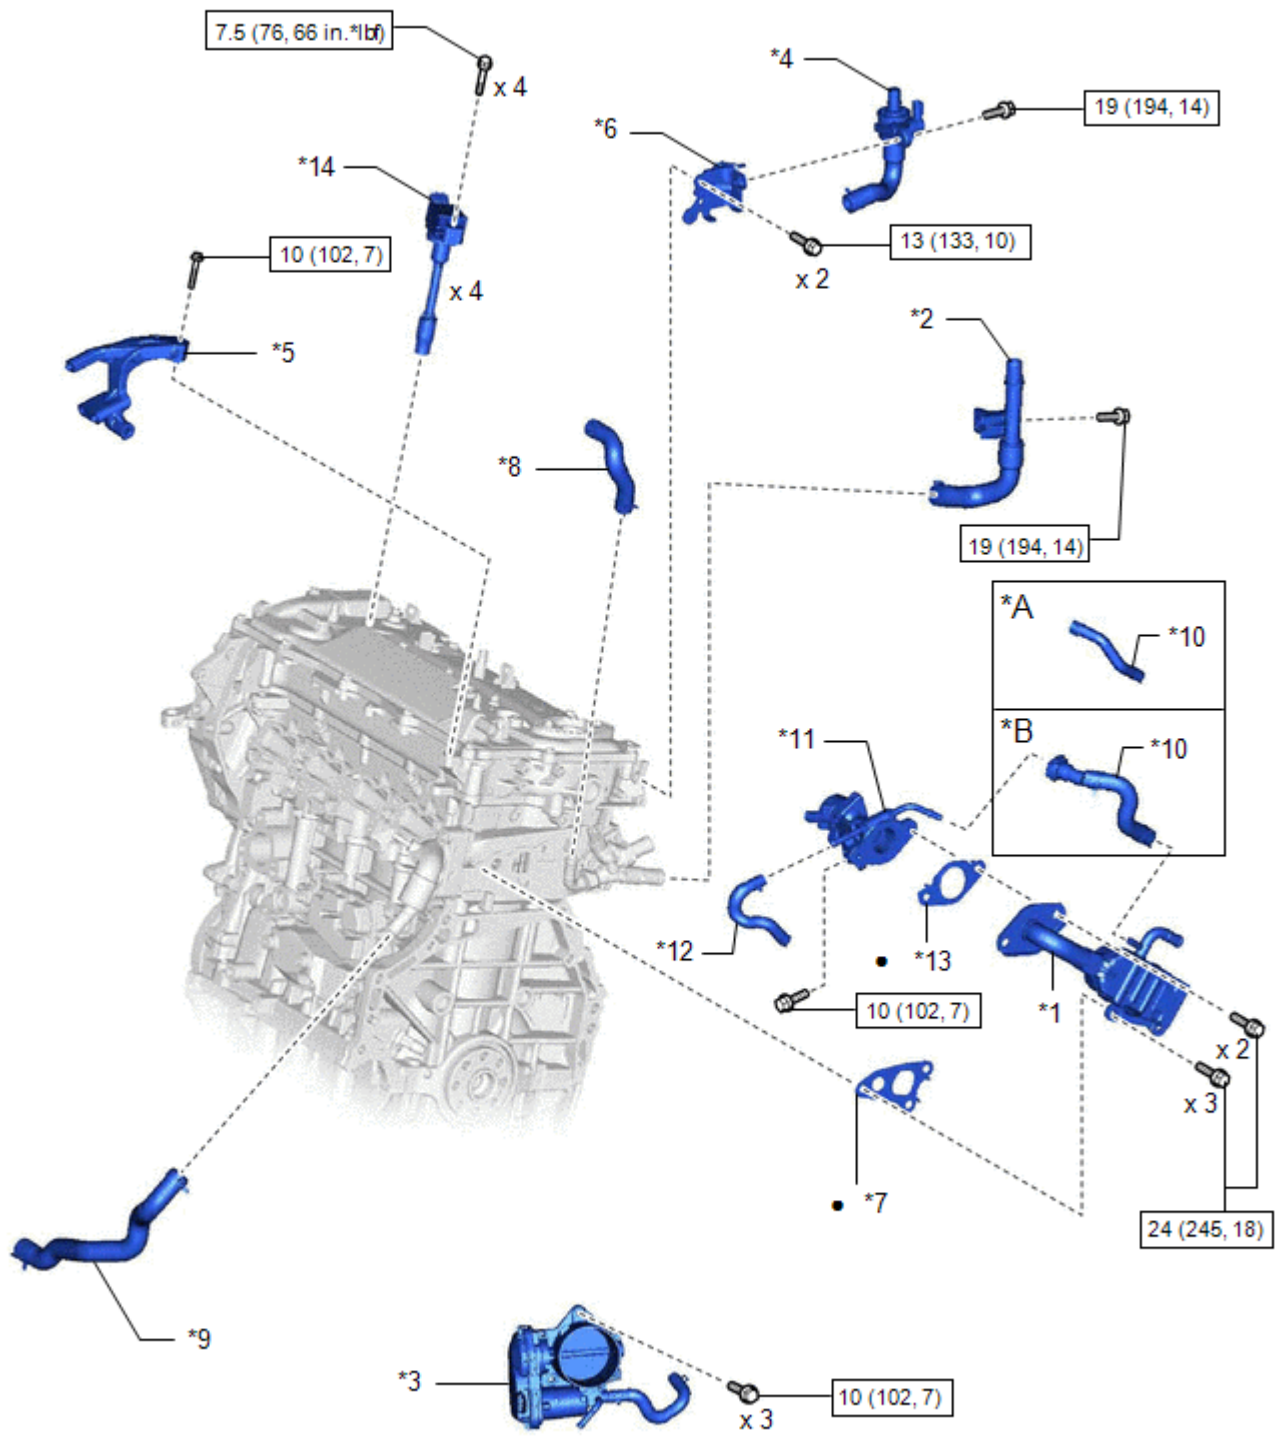 7.5 (76, 66 in.*lbf)
x 4
*4
19 (194, 14)
*6
*14
13 (133, 10)
10 (102, 7)
x 2
x 4
*2
*5
*8
19 (194, 14)
*A
*10
*B
*10
*11
*12
● *13
10 (102, 7)
*1
x 2
x 3
● *7
24 (245, 18)
*9
*3
10 (102, 7)
x 3